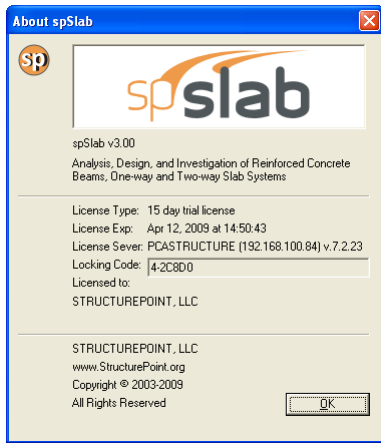 About spSlab
sp
spslab
spSlab v3.00
Analysis, Design, and Investigation of Reinforced Concrete
Beams, One-way and Two-way Slab Systems
License Type: 15 day trial license
License Exp: Apr 12, 2009 at 14:50:43
License Sever: PCASTRUCTURE (192.168.100.84) v.7.2.23
Locking Code: 4-2C8D0
Licensed to:
STRUCTUREPOINT, LLC
STRUCTUREPOINT, LLC
www.StructurePoint.org
Copyright © 2003-2009
All Rights Reserved
OK